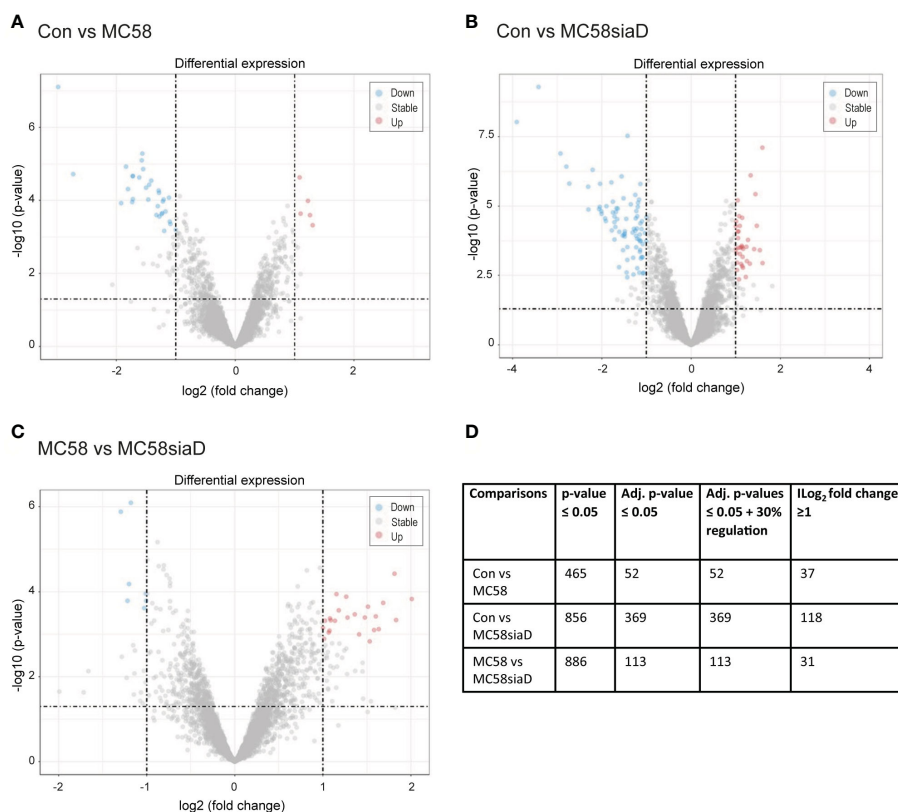 A
Con vs MC58
Differential expression
Down
Stable
Up
6
4
2
0
-log10 (p-value)
-2
0
2
log2 (fold change)
B
Con vs MC58siaD
Differential expression
Down
Stable
Up
7.5
5
2.5
0
-log10 (p-value)
-4
-2
0
2
4
log2 (fold change)
C
MC58 vs MC58siaD
Differential expression
Down
Stable
Up
6
4
2
0
-log10 (p-value)
-2
-1
0
1
2
log2 (fold change)
D
Comparisons p-value ≤ 0.05 Adj. p-value ≤ 0.05 Adj. p-values ≤ 0.05 + 30% regulation ILog2 fold change ≥1
Con vs MC58 465 52 52 37
Con vs MC58siaD 856 369 369 118
MC58 vs MC58siaD 886 113 113 31